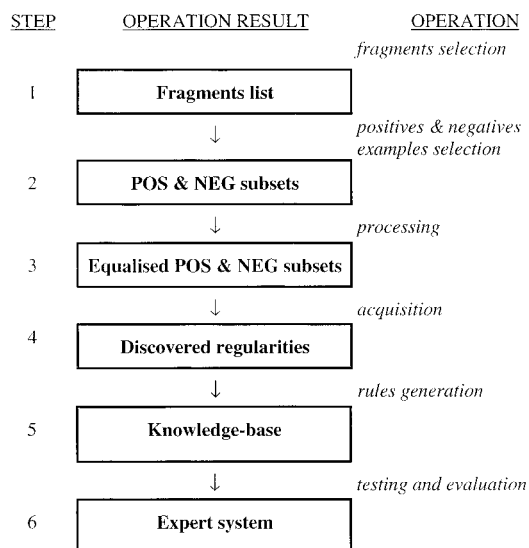 STEP OPERATION RESULT OPERATION
fragments selection
1 Fragments list
↓ positives & negatives
examples selection
2 POS & NEG subsets
↓ processing
3 Equalised POS & NEG subsets
↓ acquisition
4 Discovered regularities
↓ rules generation
5 Knowledge-base
↓ testing and evaluation
6 Expert system